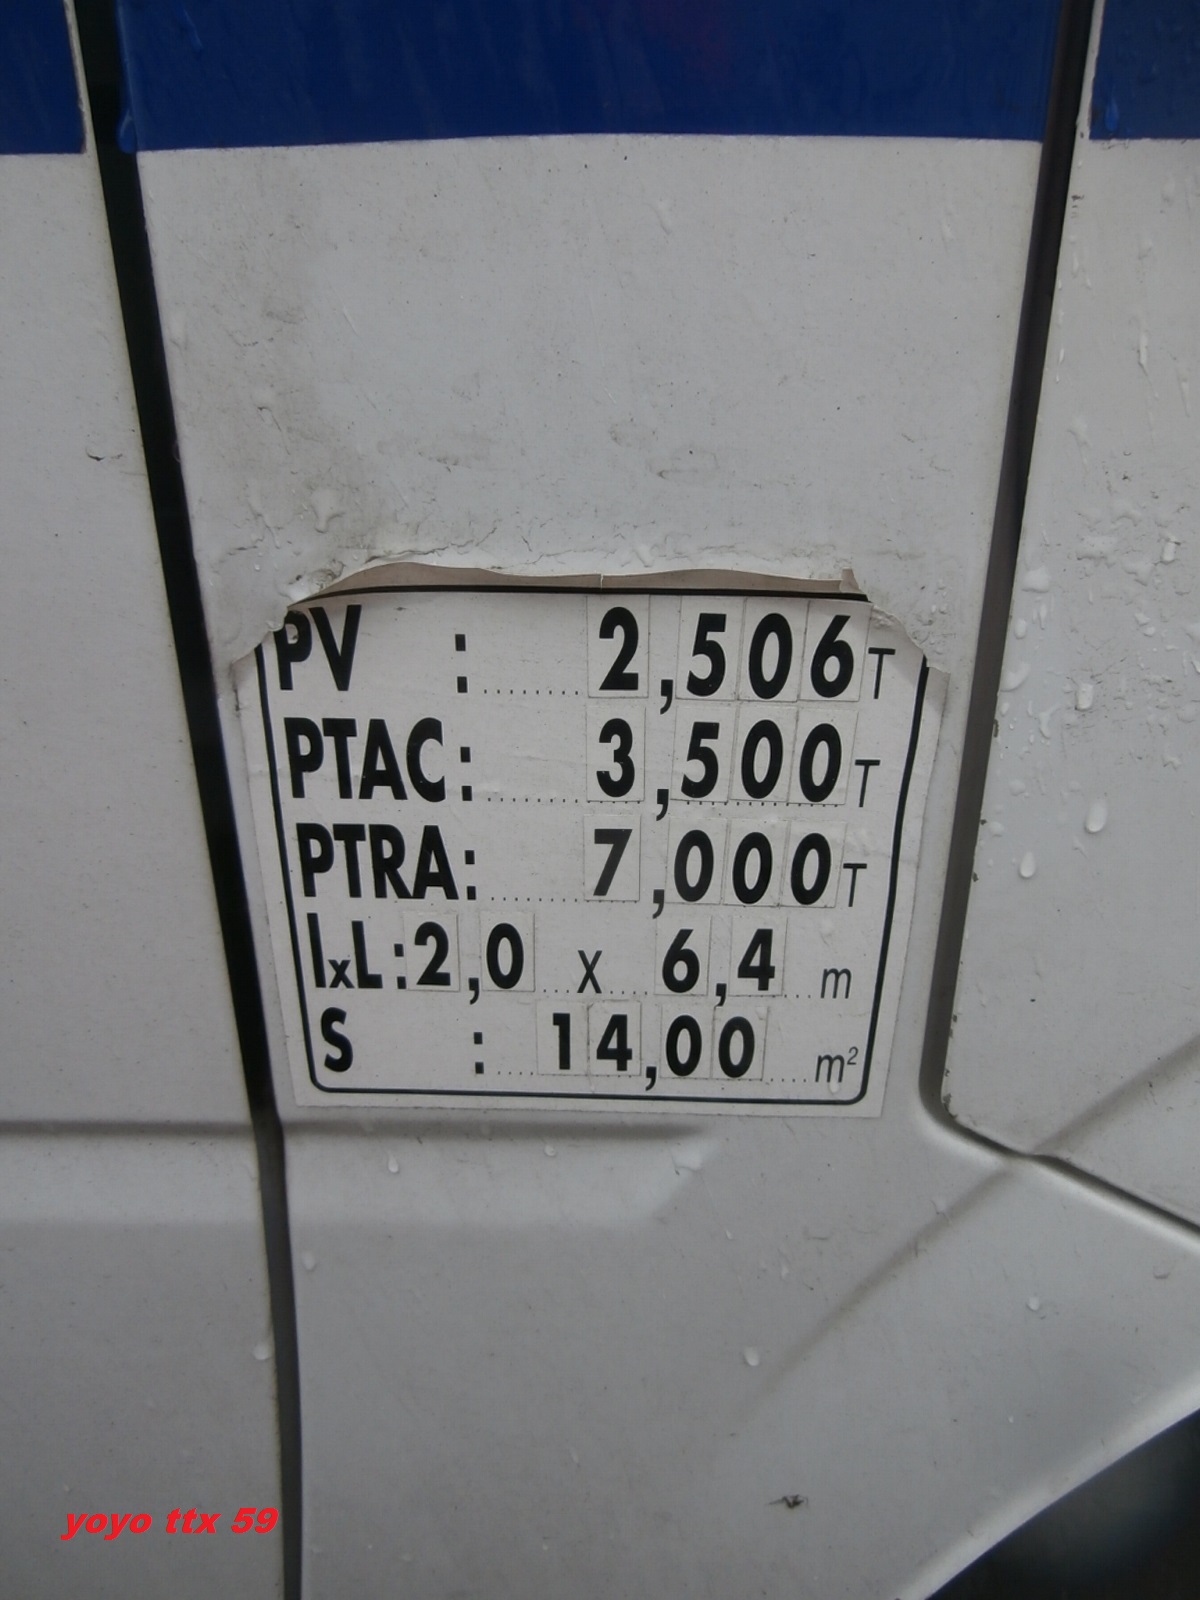 PV : ........ 2,506 T
PTAC : ........ 3,500 T
PTRA : ........ 7,000 T
lxL : 2,0 ... X .... 6,4 ... m
S : .... 14,00 .... m²
yoyo ttx 59